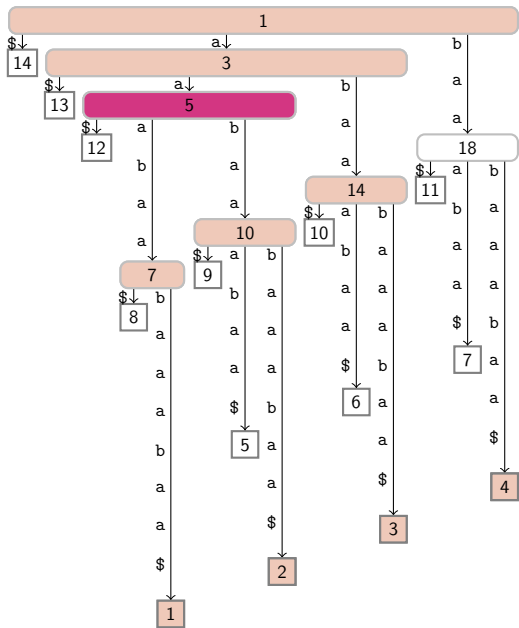 1
$ a b
14 3
$ a b a
13 5
a a
$ a b
12 18
b a a $ a b
14 11
a a $ a b b a
10 10
a $ a b b a a a
7 9
$ b b a a a a a
8
a a a a a $ b
7
a a a $ b a
6
a $ b a a
5
b a a $
a a $ 4
a $ 3
$ 2
1